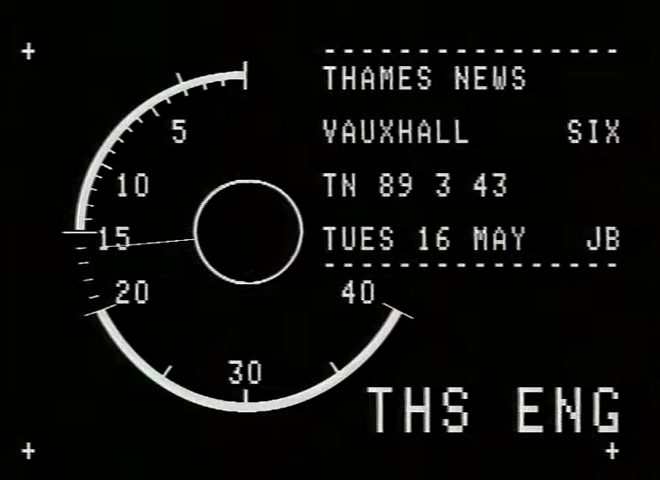 THAMES NEWS
VAUXHALL SIX
TN 89 3 43
TUES 16 MAY JB
5
10
15
20
30
40
THS ENG